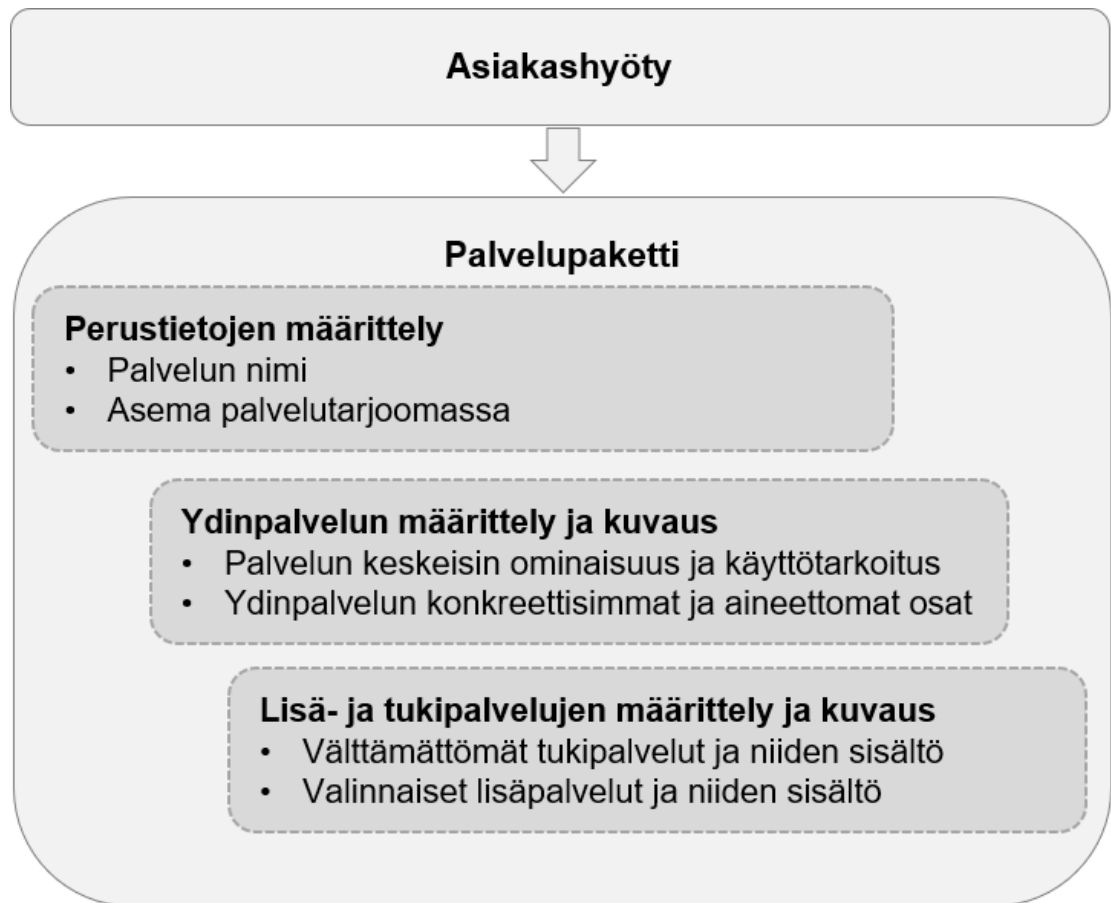 Asiakashyöty
Palvelupaketti
Perustietojen määrittely
• Palvelun nimi
• Asema palvelutarjoomassa
Ydinpalvelun määrittely ja kuvaus
• Palvelun keskeisin ominaisuus ja käyttötarkoitus
• Ydinpalvelun konkreettisimmat ja aineettomat osat
Lisä- ja tukipalvelujen määrittely ja kuvaus
• Välttämättömät tukipalvelut ja niiden sisältö
• Valinnaiset lisäpalvelut ja niiden sisältö